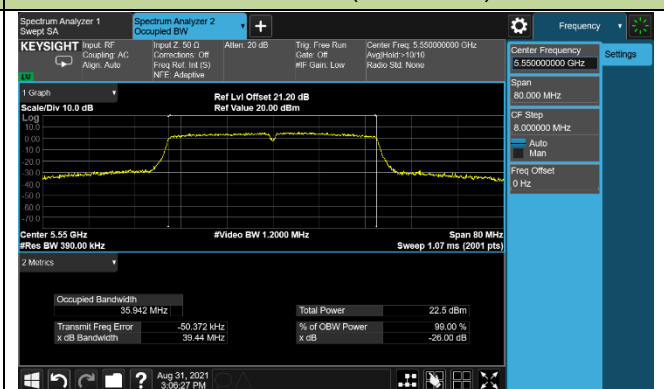 Spectrum Analyzer 1
Swept SA
Spectrum Analyzer 2
Occupied BW
+
Frequency
KEYSIGHT
Input: RF
Coupling: AC
Align: Auto
Input Z: 50 Ω
Corrections: Off
Freq Ref: Int (S)
NFE: Adaptive
Atten: 20 dB
Trig: Free Run
Gate: Off
#IF Gain: Low
Center Freq: 5.550000000 GHz
Avg|Hold:>10/10
Radio Std: None
Center Frequency
5.550000000 GHz
Settings
Span
80.000 MHz
CF Step
8.000000 MHz
Auto
Man
Freq Offset
0 Hz
LU
1 Graph
Scale/Div 10.0 dB
Ref Lvl Offset 21.20 dB
Ref Value 20.00 dBm
Log
10.0
0.00
-10.0
-20.0
-30.0
-40.0
-50.0
-60.0
-70.0
Center 5.55 GHz
#Res BW 390.00 kHz
#Video BW 1.2000 MHz
Span 80 MHz
Sweep 1.07 ms (2001 pts)
2 Metrics
Occupied Bandwidth
35.942 MHz
Total Power 22.5 dBm
Transmit Freq Error -50.372 kHz
% of OBW Power 99.00 %
x dB Bandwidth 39.44 MHz
x dB -26.00 dB
?
Aug 31, 2021
3:06:27 PM